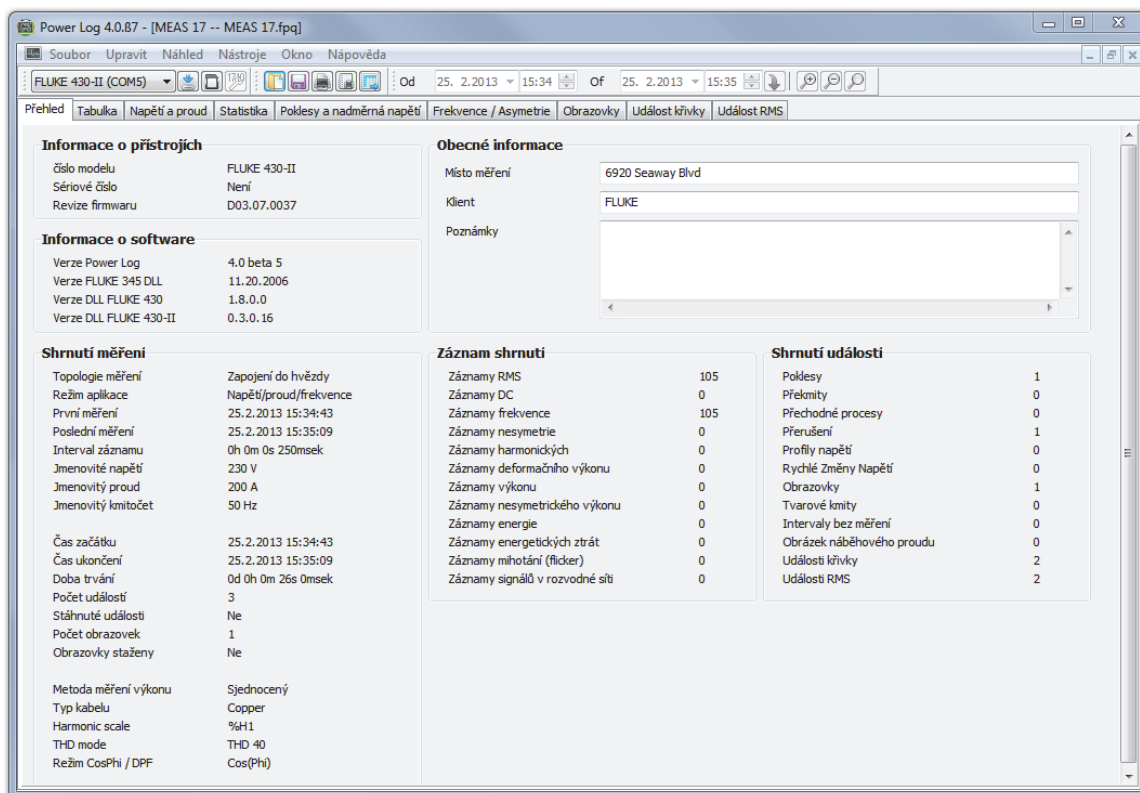 Power Log 4.0.ß7 - [MEAS 17 -- MEAS 17.fpq]
Soubor Upravit Náhled Nástroje Okno Nápověda
FLUKE 430-II (COM5) Od 25. 2.2013 15:34 Of 25. 2.2013 15:35
Přehled Tabulka Napětí a proud Statistika Poklesy a nadměrná napětí Frekvence / Asymetrie Obrazovky Událost křivky Událost RMS
Informace o přístrojích
číslo modelu FLUKE 430-II
Sériové číslo Není
Revize firmwaru D03.07.0037
Informace o software
Verze Power Log 4.0 beta 5
Verze FLUKE 345 DLL 11.20.2006
Verze DLL FLUKE 430 1.8.0.0
Verze DLL FLUKE 430-II 0.3.0.16
Obecné informace
Místo měření 6920 Seaway Blvd
Klient FLUKE
Poznámky
Shrnutí měření
Topologie měření Zapojení do hvězdy
Režim aplikace Napětí/proud/frekvence
První měření 25.2.2013 15:34:43
Poslední měření 25.2.2013 15:35:09
Interval záznamu 0h 0m 0s 250msek
Jmenovité napětí 230 V
Jmenovitý proud 200 A
Jmenovitý kmitočet 50 Hz
Čas začátku 25.2.2013 15:34:43
Čas ukončení 25.2.2013 15:35:09
Doba trvání 0d 0h 0m 26s 0msek
Počet událostí 3
Stáhnuté události Ne
Počet obrazovek 1
Obrazovky staženy Ne
Metoda měření výkonu Sjednocený
Typ kabelu Copper
Harmonic scale %H1
THD mode THD 40
Režim CosPhi / DPF Cos(Phi)
Záznam shrnutí
Záznamy RMS 105
Záznamy DC 0
Záznamy frekvence 105
Záznamy nesymetrie 0
Záznamy harmonických 0
Záznamy deformačního výkonu 0
Záznamy výkonu 0
Záznamy nesymetrického výkonu 0
Záznamy energie 0
Záznamy energetických ztrát 0
Záznamy mihotání (flicker) 0
Záznamy signálů v rozvodné síti 0
Shrnutí událostí
Poklesy 1
Překmity 0
Přechodné procesy 0
Přerušení 1
Profily napětí 0
Rychlé Změny Napětí 0
Obrazovky 1
Tvarové kmity 0
Intervaly bez měření 0
Obrázek náběhového proudu 0
Události křivky 2
Události RMS 2